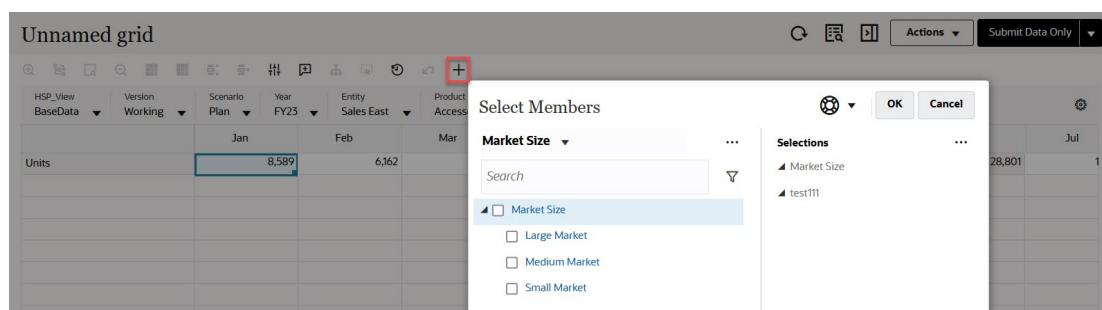 Unnamed grid
Actions
Submit Data Only
HSP_View
Version
Scenario
Year
Entity
Product
BaseData
Working
Plan
FY23
Sales East
Access
Jan
Feb
Mar
Jul
Units
8,589
6,162
28,801
1
Select Members
OK
Cancel
Market Size
...
Selections
...
Search
Market Size
Large Market
Medium Market
Small Market
Market Size
test111